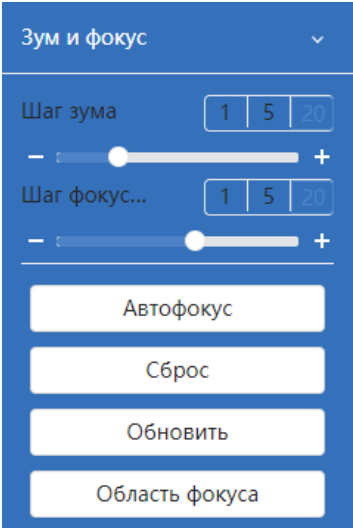 Зум и фокус
Шаг зума 1 5 20
− +
Шаг фокус... 1 5 20
− +
Автофокус
Сброс
Обновить
Область фокуса